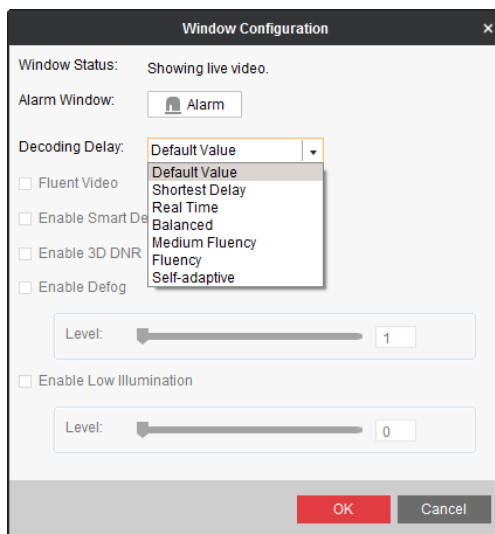 Window Configuration ×
Window Status: Showing live video.
Alarm Window: Alarm
Decoding Delay: Default Value
Default Value
Fluent Video
Shortest Delay
Real Time
Enable Smart De
Balanced
Medium Fluency
Enable 3D DNR
Fluency
Self-adaptive
Enable Defog
Level: 1
Enable Low Illumination
Level: 0
OK Cancel